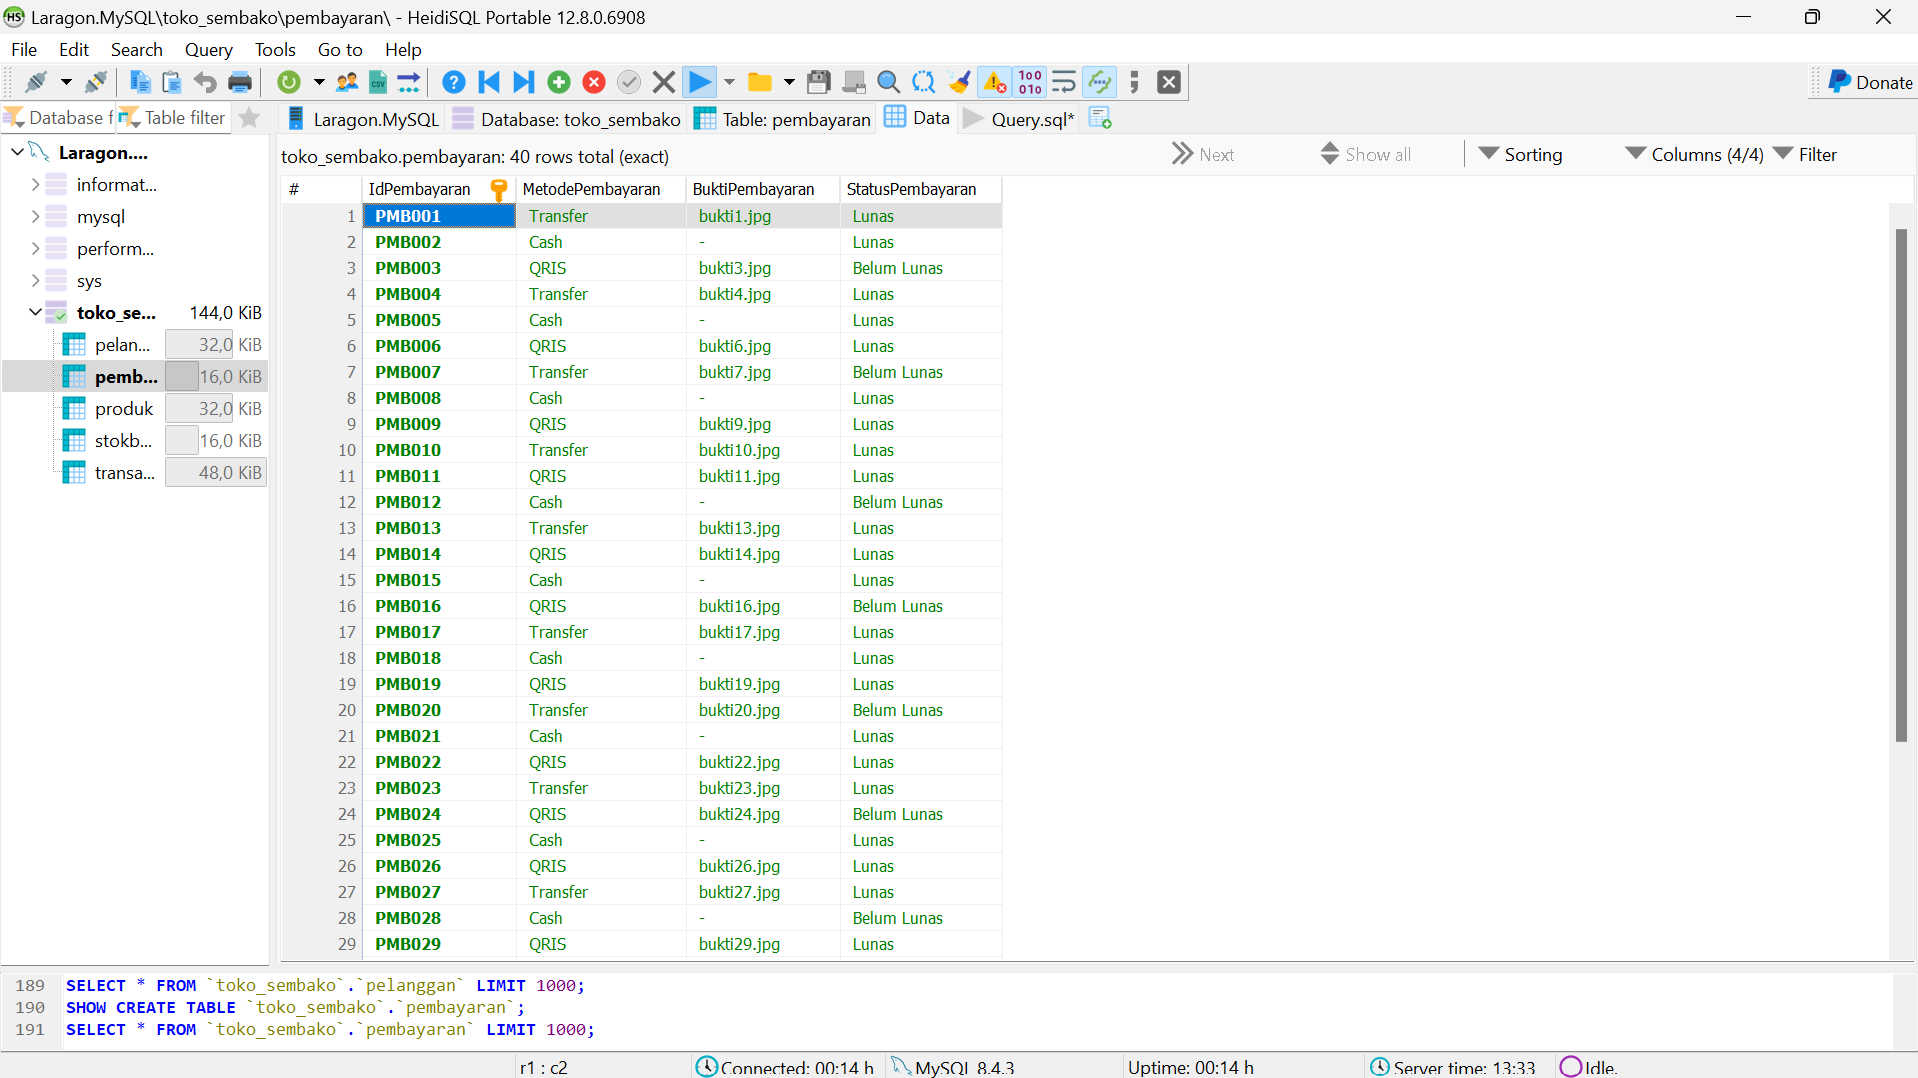 Laragon.MySQL\toko_sembako\pembayaran\ - HeidiSQL Portable 12.8.0.6908
File Edit Search Query Tools Go to Help
Donate
Database f Table filter Laragon.MySQL Database: toko_sembako Table: pembayaran Data Query.sql*
Laragon....
informat...
mysql
perform...
sys
toko_se... 144,0 KiB
pelan... 32,0 KiB
pemb... 16,0 KiB
produk 32,0 KiB
stokb... 16,0 KiB
transa... 48,0 KiB
toko_sembako.pembayaran: 40 rows total (exact) Next Show all Sorting Columns (4/4) Filter
# IdPembayaran MetodePembayaran BuktiPembayaran StatusPembayaran
1 PMB001 Transfer bukti1.jpg Lunas
2 PMB002 Cash - Lunas
3 PMB003 QRIS bukti3.jpg Belum Lunas
4 PMB004 Transfer bukti4.jpg Lunas
5 PMB005 Cash - Lunas
6 PMB006 QRIS bukti6.jpg Lunas
7 PMB007 Transfer bukti7.jpg Belum Lunas
8 PMB008 Cash - Lunas
9 PMB009 QRIS bukti9.jpg Lunas
10 PMB010 Transfer bukti10.jpg Lunas
11 PMB011 QRIS bukti11.jpg Lunas
12 PMB012 Cash - Belum Lunas
13 PMB013 Transfer bukti13.jpg Lunas
14 PMB014 QRIS bukti14.jpg Lunas
15 PMB015 Cash - Lunas
16 PMB016 QRIS bukti16.jpg Belum Lunas
17 PMB017 Transfer bukti17.jpg Lunas
18 PMB018 Cash - Lunas
19 PMB019 QRIS bukti19.jpg Lunas
20 PMB020 Transfer bukti20.jpg Belum Lunas
21 PMB021 Cash - Lunas
22 PMB022 QRIS bukti22.jpg Lunas
23 PMB023 Transfer bukti23.jpg Lunas
24 PMB024 QRIS bukti24.jpg Belum Lunas
25 PMB025 Cash - Lunas
26 PMB026 QRIS bukti26.jpg Lunas
27 PMB027 Transfer bukti27.jpg Lunas
28 PMB028 Cash - Belum Lunas
29 PMB029 QRIS bukti29.jpg Lunas
189 SELECT * FROM `toko_sembako`.`pelanggan` LIMIT 1000;
190 SHOW CREATE TABLE `toko_sembako`.`pembayaran`;
191 SELECT * FROM `toko_sembako`.`pembayaran` LIMIT 1000;
r1 : c2 Connected: 00:14 h MySQL 8.4.3 Uptime: 00:14 h Server time: 13:33 Idle.